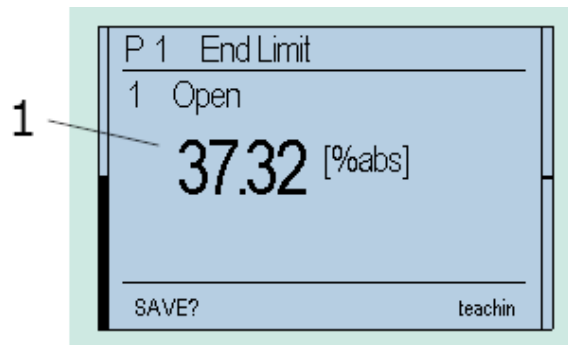 P 1 End Limit
1 Open
1
37.32 [%abs]
SAVE? teachin